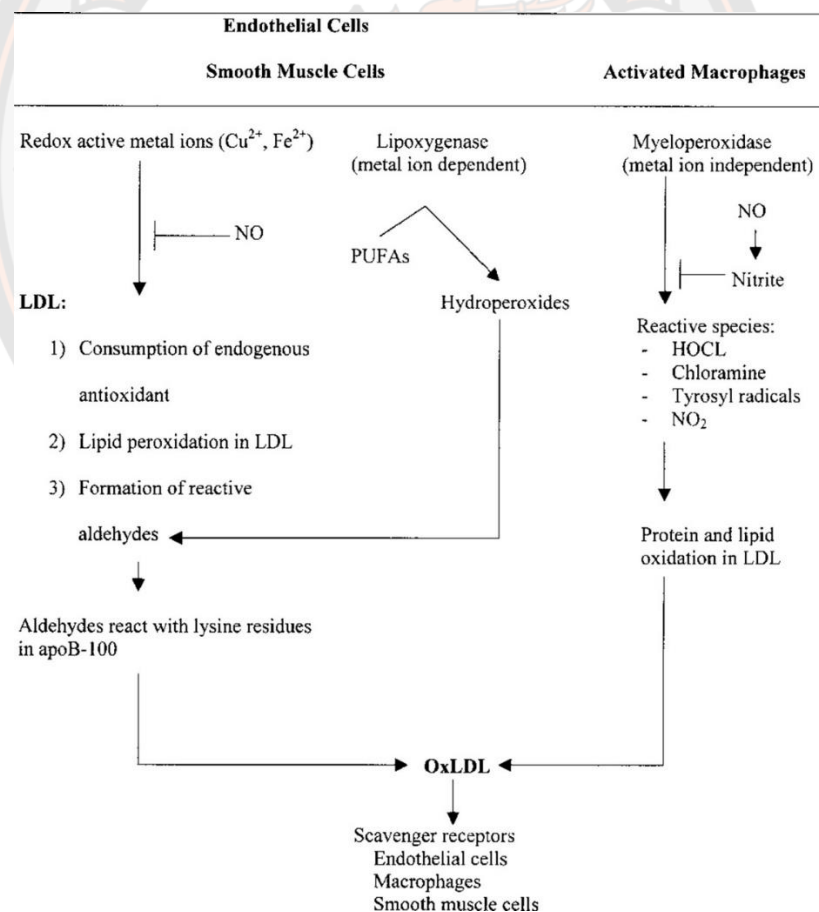 Endothelial Cells
Smooth Muscle Cells
Activated Macrophages
Redox active metal ions (Cu²⁺, Fe²⁺)
NO
LDL:
1) Consumption of endogenous
antioxidant
2) Lipid peroxidation in LDL
3) Formation of reactive
aldehydes
Aldehydes react with lysine residues
in apoB-100
Lipoxygenase
(metal ion dependent)
PUFAs
Hydroperoxides
Myeloperoxidase
(metal ion independent)
NO
Nitrite
Reactive species:
- HOCL
- Chloramine
- Tyrosyl radicals
- NO₂
Protein and lipid
oxidation in LDL
OxLDL
Scavenger receptors
Endothelial cells
Macrophages
Smooth muscle cells